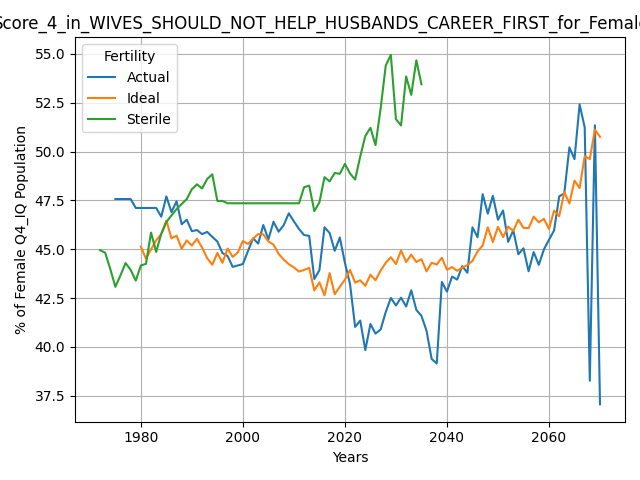 Score_4_in_WIVES_SHOULD_NOT_HELP_HUSBANDS_CAREER_FIRST_for_Female
Fertility
Actual
Ideal
Sterile
55.0
52.5
50.0
47.5
45.0
42.5
40.0
37.5
% of Female Q4_IQ Population
1980
2000
2020
2040
2060
Years